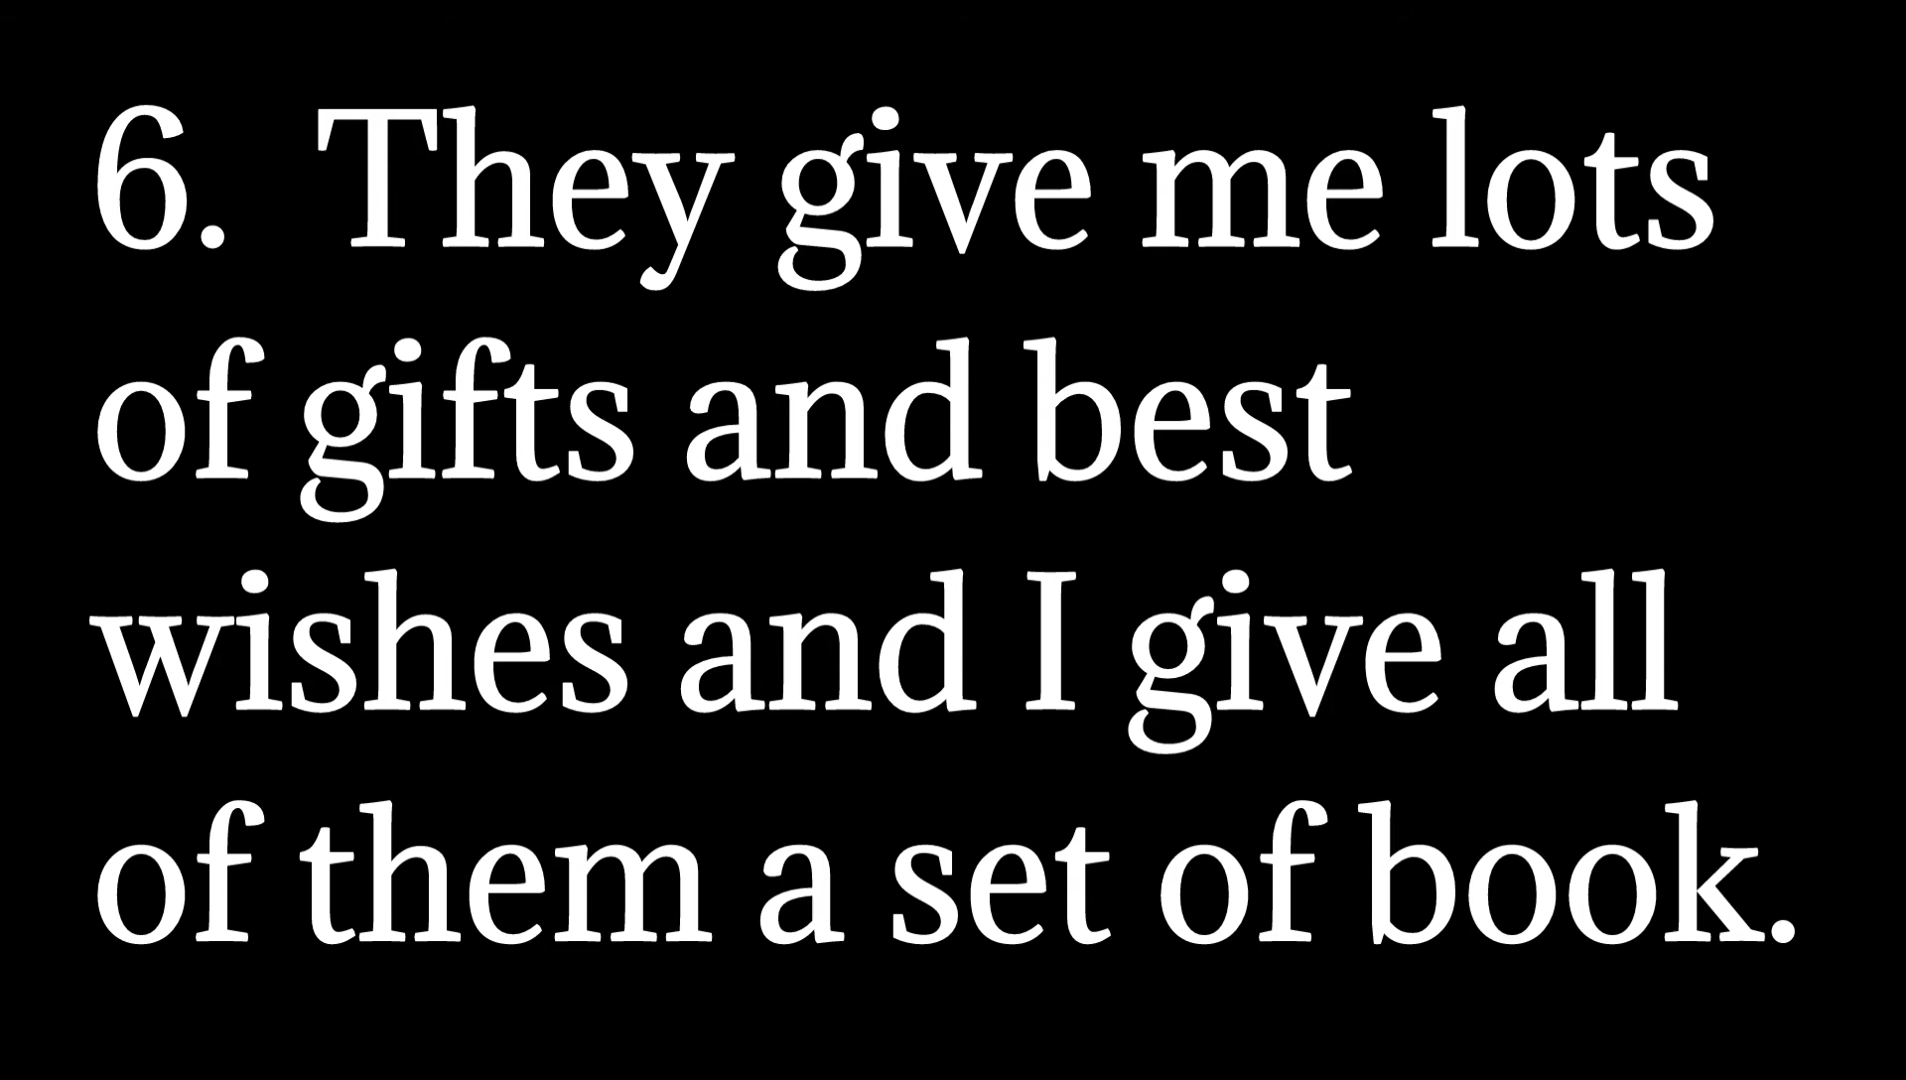 6. They give me lots
of gifts and best
wishes and I give all
of them a set of book.